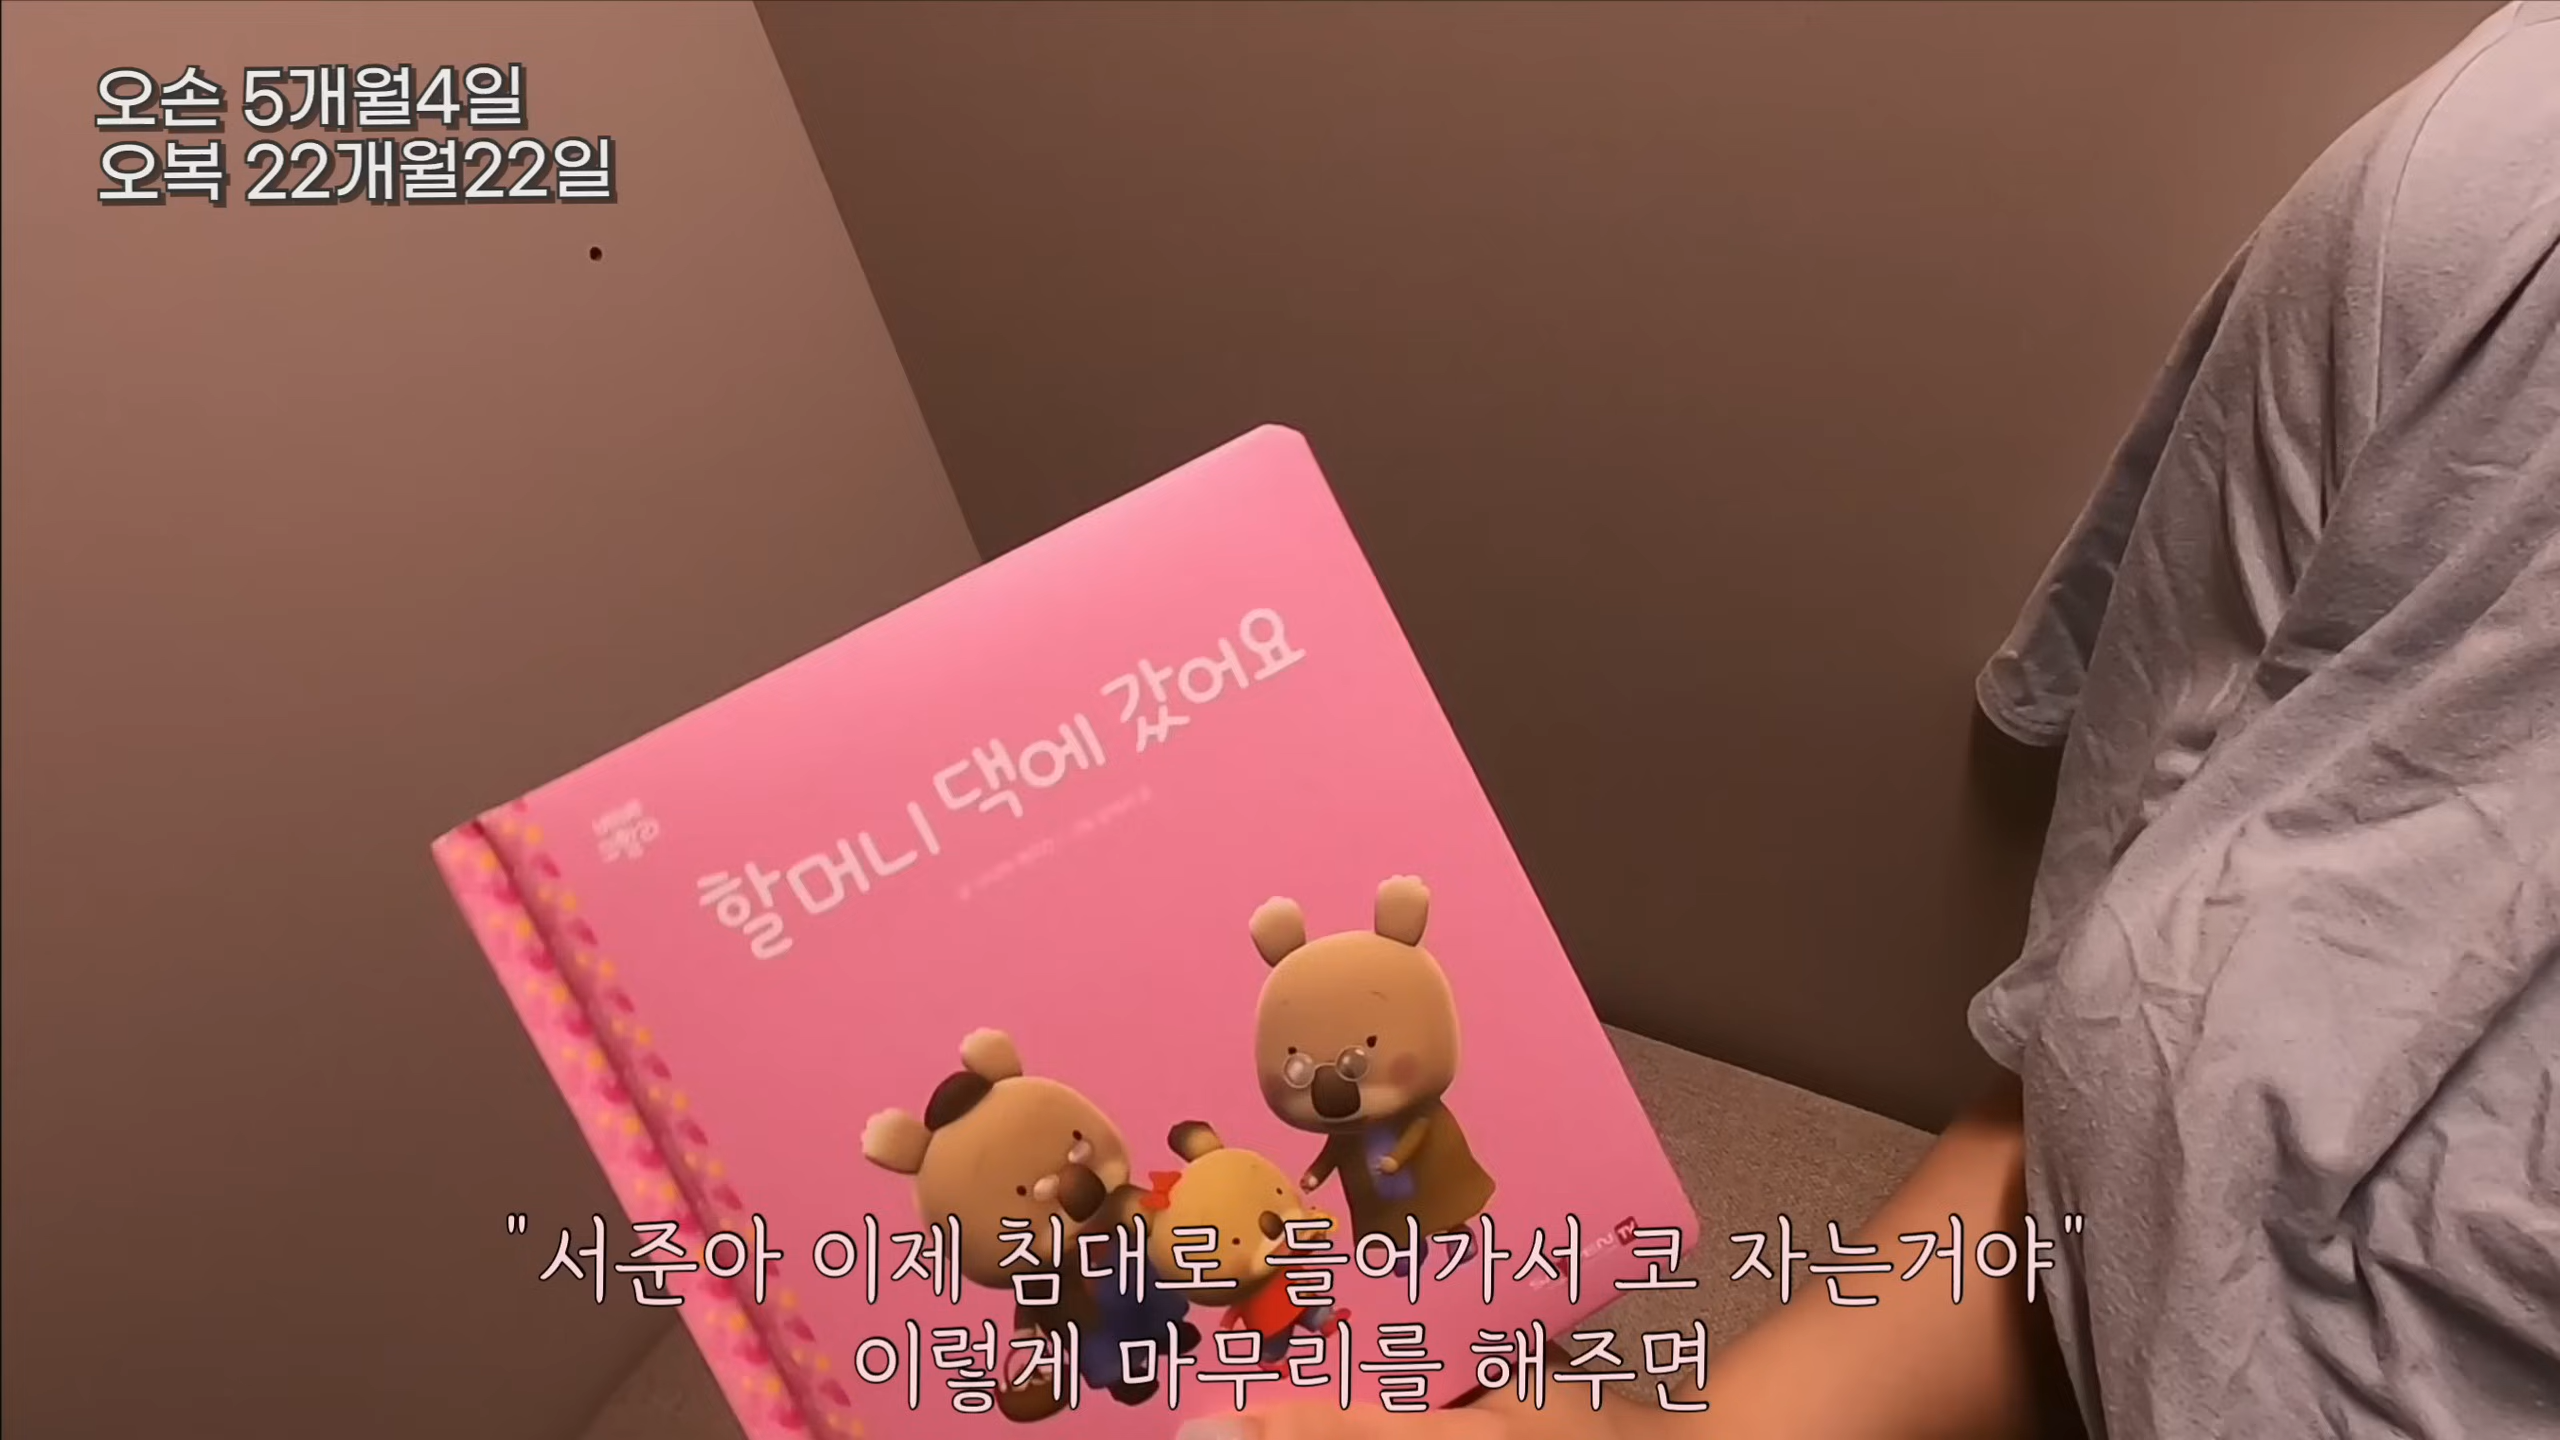 오손 5개월4일
오복 22개월22일
할머니 댁에 갔어요
"서준아 이제 침대로 들어가서 코 자는거야"
이렇게 마무리를 해주면